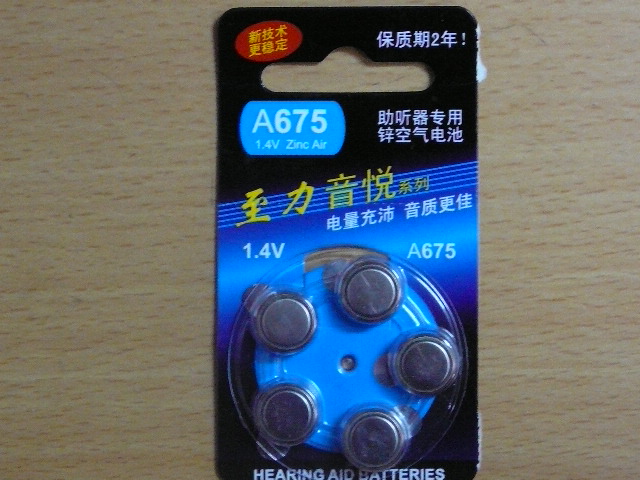 新技术
更稳定
保质期2年！
A675
1.4V Zinc Air
助听器专用
锌空气电池
至力音悦系列
电量充沛 音质更佳
1.4V
A675
HEARING AID BATTERIES